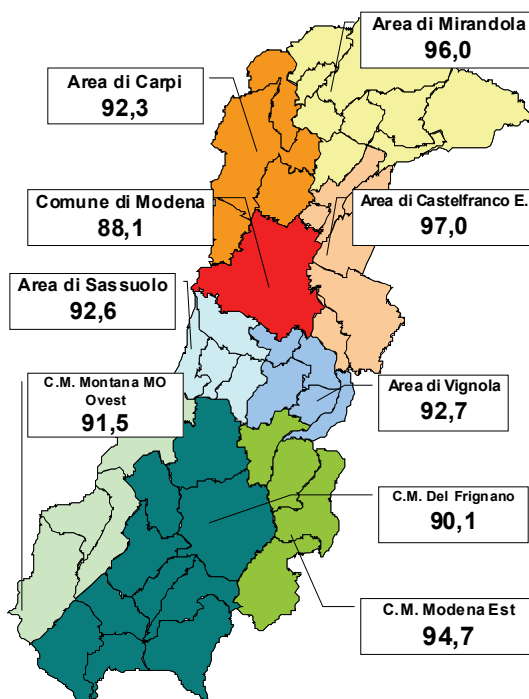 Area di Mirandola
96,0
Area di Carpi
92,3
Comune di Modena
88,1
Area di Castelfranco E.
97,0
Area di Sassuolo
92,6
C.M. Montana MO
Ovest
91,5
Area di Vignola
92,7
C.M. Del Frignano
90,1
C.M. Modena Est
94,7